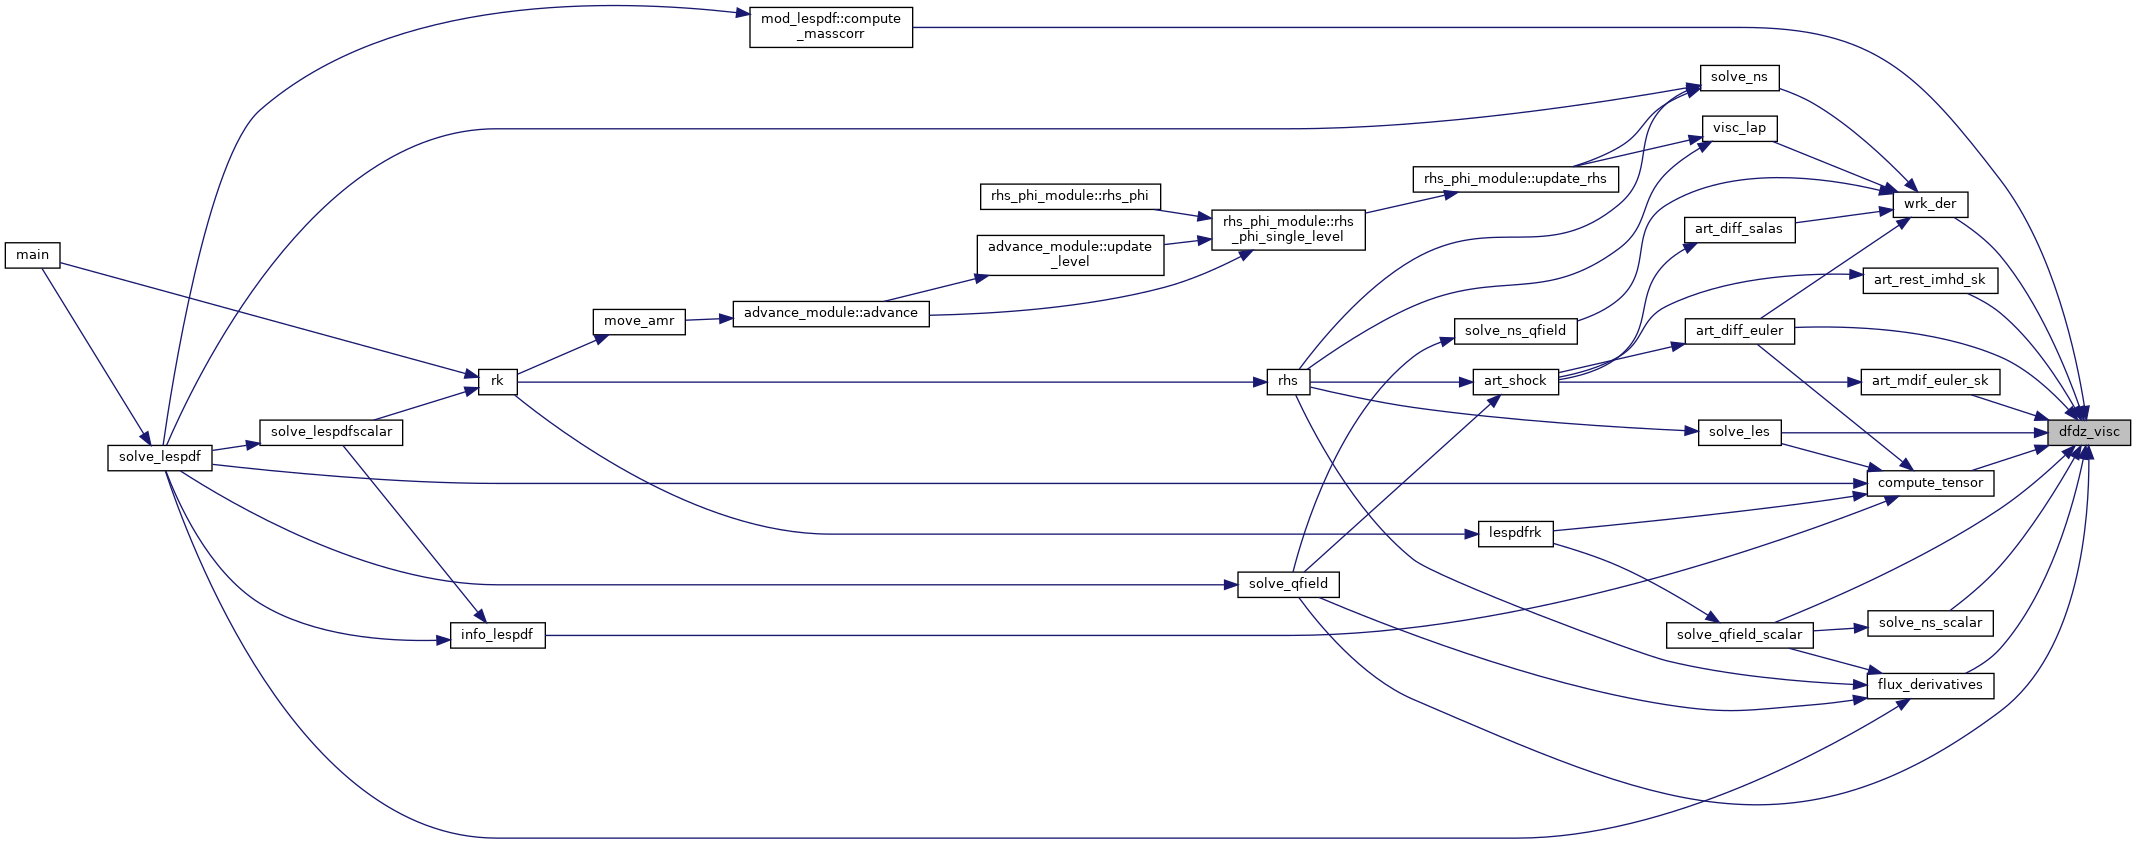 mod_lespdf::compute
_masscorr
solve_ns
visc_lap
rhs_phi_module::update_rhs
rhs_phi_module::rhs_phi
wrk_der
rhs_phi_module::rhs
_phi_single_level
art_diff_salas
main
advance_module::update
_level
art_rest_imhd_sk
advance_module::advance
move_amr
solve_ns_qfield
art_diff_euler
rk
rhs
art_shock
art_mdif_euler_sk
solve_lespdfscalar
solve_les
dfdz_visc
solve_lespdf
compute_tensor
lespdfrk
solve_qfield
info_lespdf
solve_qfield_scalar
solve_ns_scalar
flux_derivatives